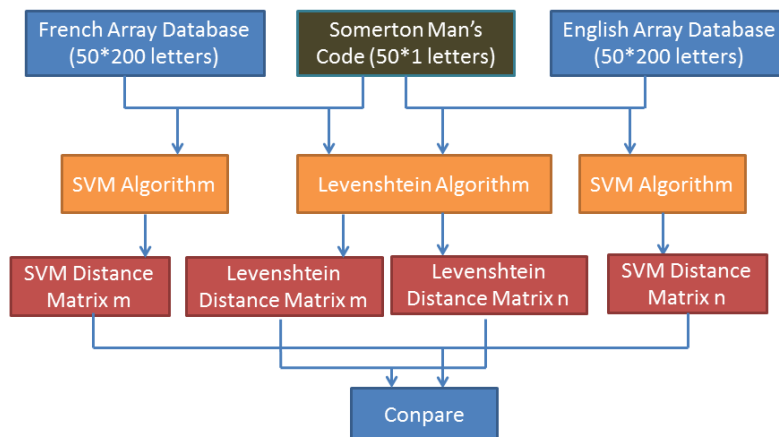 French Array Database
(50*200 letters)
Somerton Man's
Code (50*1 letters)
English Array Database
(50*200 letters)
SVM Algorithm
Levenshtein Algorithm
SVM Algorithm
SVM Distance
Matrix m
Levenshtein
Distance Matrix m
Levenshtein
Distance Matrix n
SVM Distance
Matrix n
Conpare